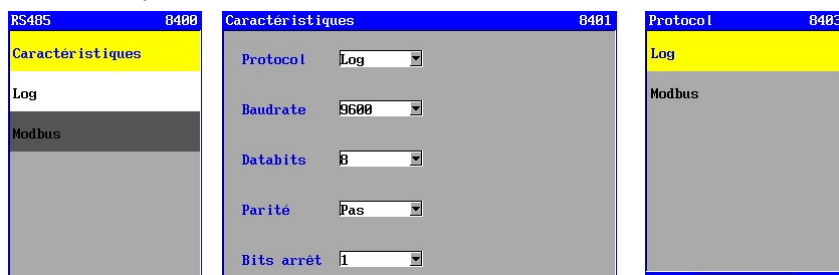 RS485 8400
Caractéristiques
Log
Modbus
Caractéristiques 8401
Protocol Log
Baudrate 9600
Databits 8
Parité Pas
Bits arrêt 1
Protocol 8403
Log
Modbus